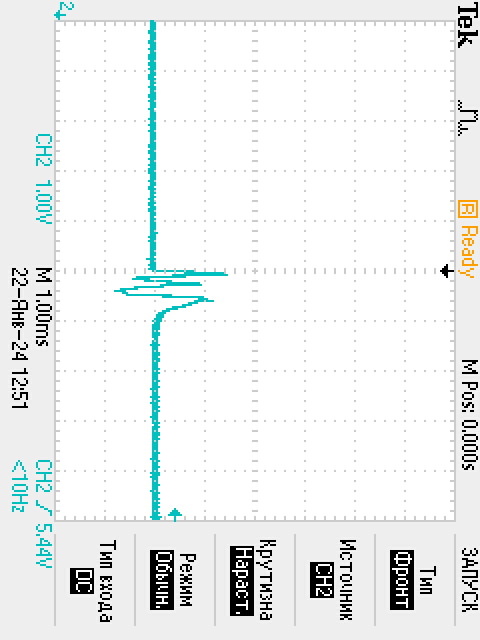 Tek
R Ready
M Pos: 0.000s
ЗАПУСК
Тип
Фронт
Источник
CH2
Крутизна
Нараст.
Режим
Обычн.
Тип входа
DC
2
CH2 1.00V
M 1.00ms
CH2 5.44V
22-Янв-24 12:51
<10Hz